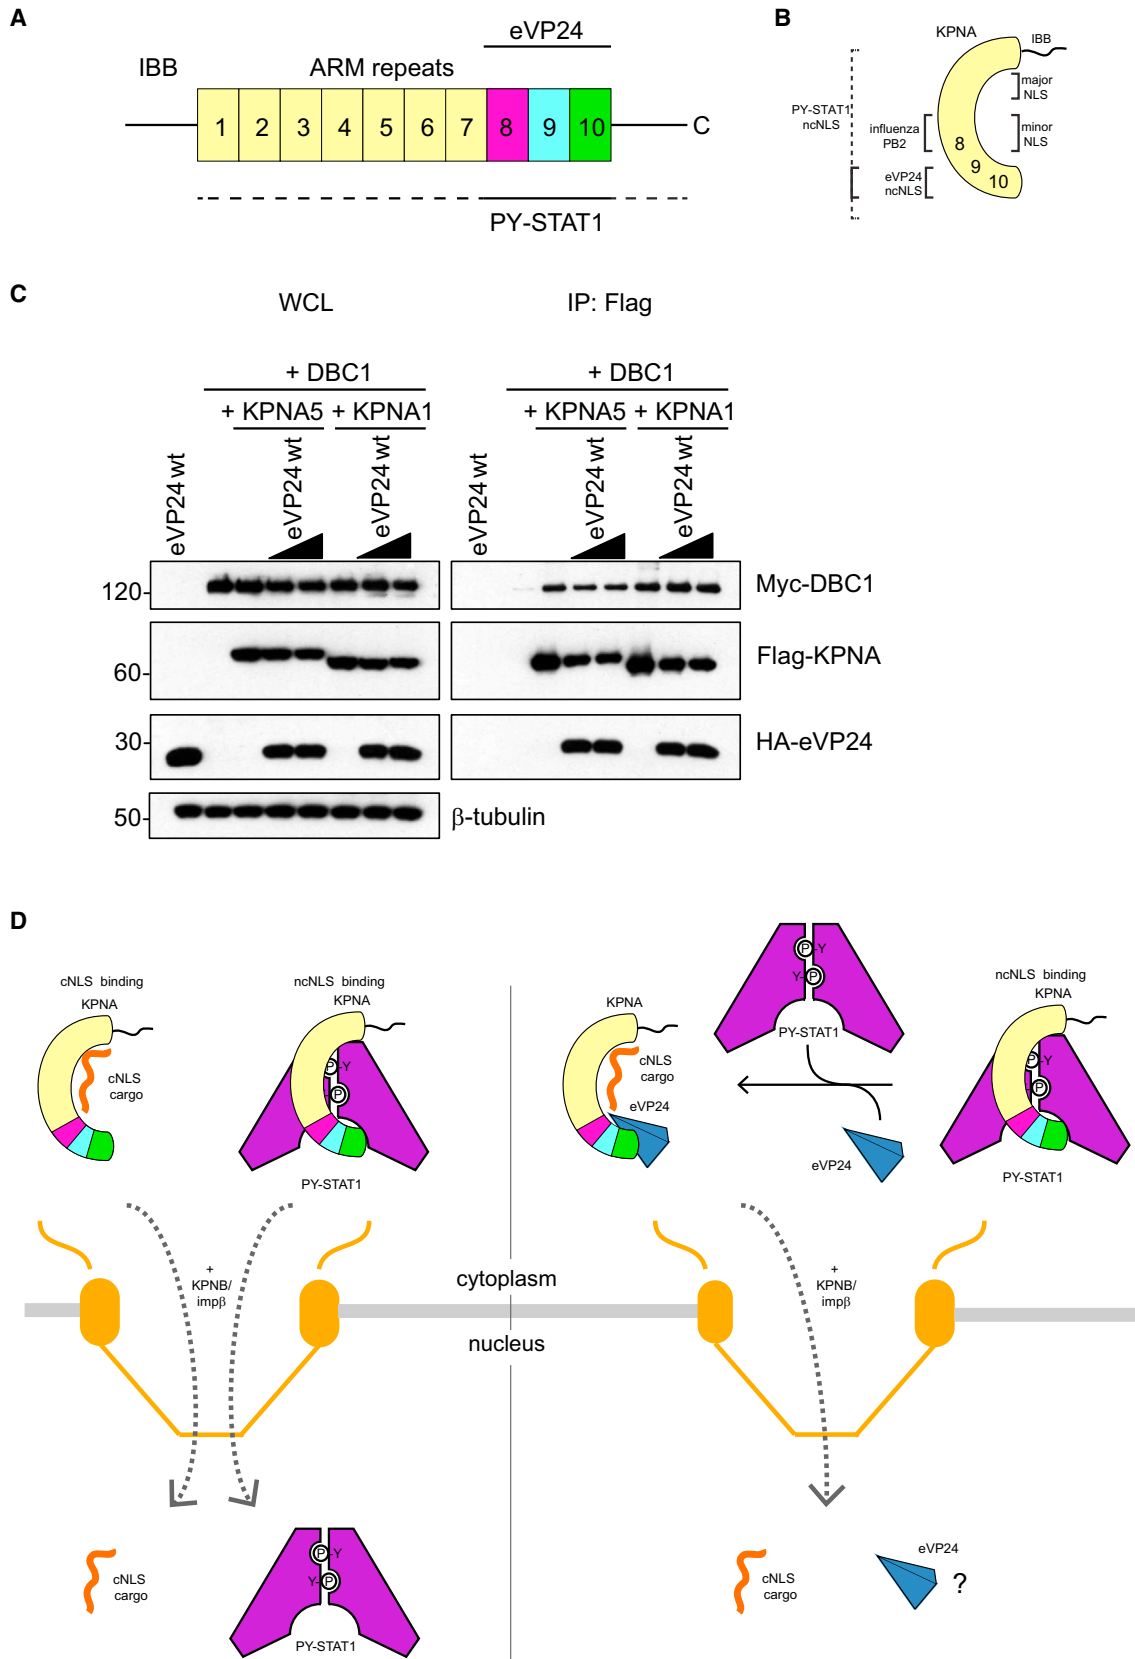 A
eVP24
IBB
ARM repeats
1 2 3 4 5 6 7 8 9 10
C
PY-STAT1
B
KPNA
IBB
major
NLS
PY-STAT1
ncNLS
influenza
PB2
minor
NLS
8
9
10
eVP24
ncNLS
C
WCL
IP: Flag
+ DBC1
+ DBC1
+ KPNA5 + KPNA1
+ KPNA5 + KPNA1
eVP24 wt
eVP24 wt
eVP24 wt
eVP24 wt
eVP24 wt
eVP24 wt
120-
Myc-DBC1
60-
Flag-KPNA
30-
HA-eVP24
50-
β-tubulin
D
cNLS binding
KPNA
cNLS
cargo
ncNLS binding
KPNA
P-Y
P
PY-STAT1
+
KPNB/
impβ
cytoplasm
nucleus
cNLS
cargo
P-Y
Y-P
PY-STAT1
KPNA
cNLS
cargo
eVP24
P-Y
Y-P
PY-STAT1
eVP24
ncNLS binding
KPNA
P-Y
P
PY-STAT1
+
KPNB/
impβ
cNLS
cargo
eVP24
?